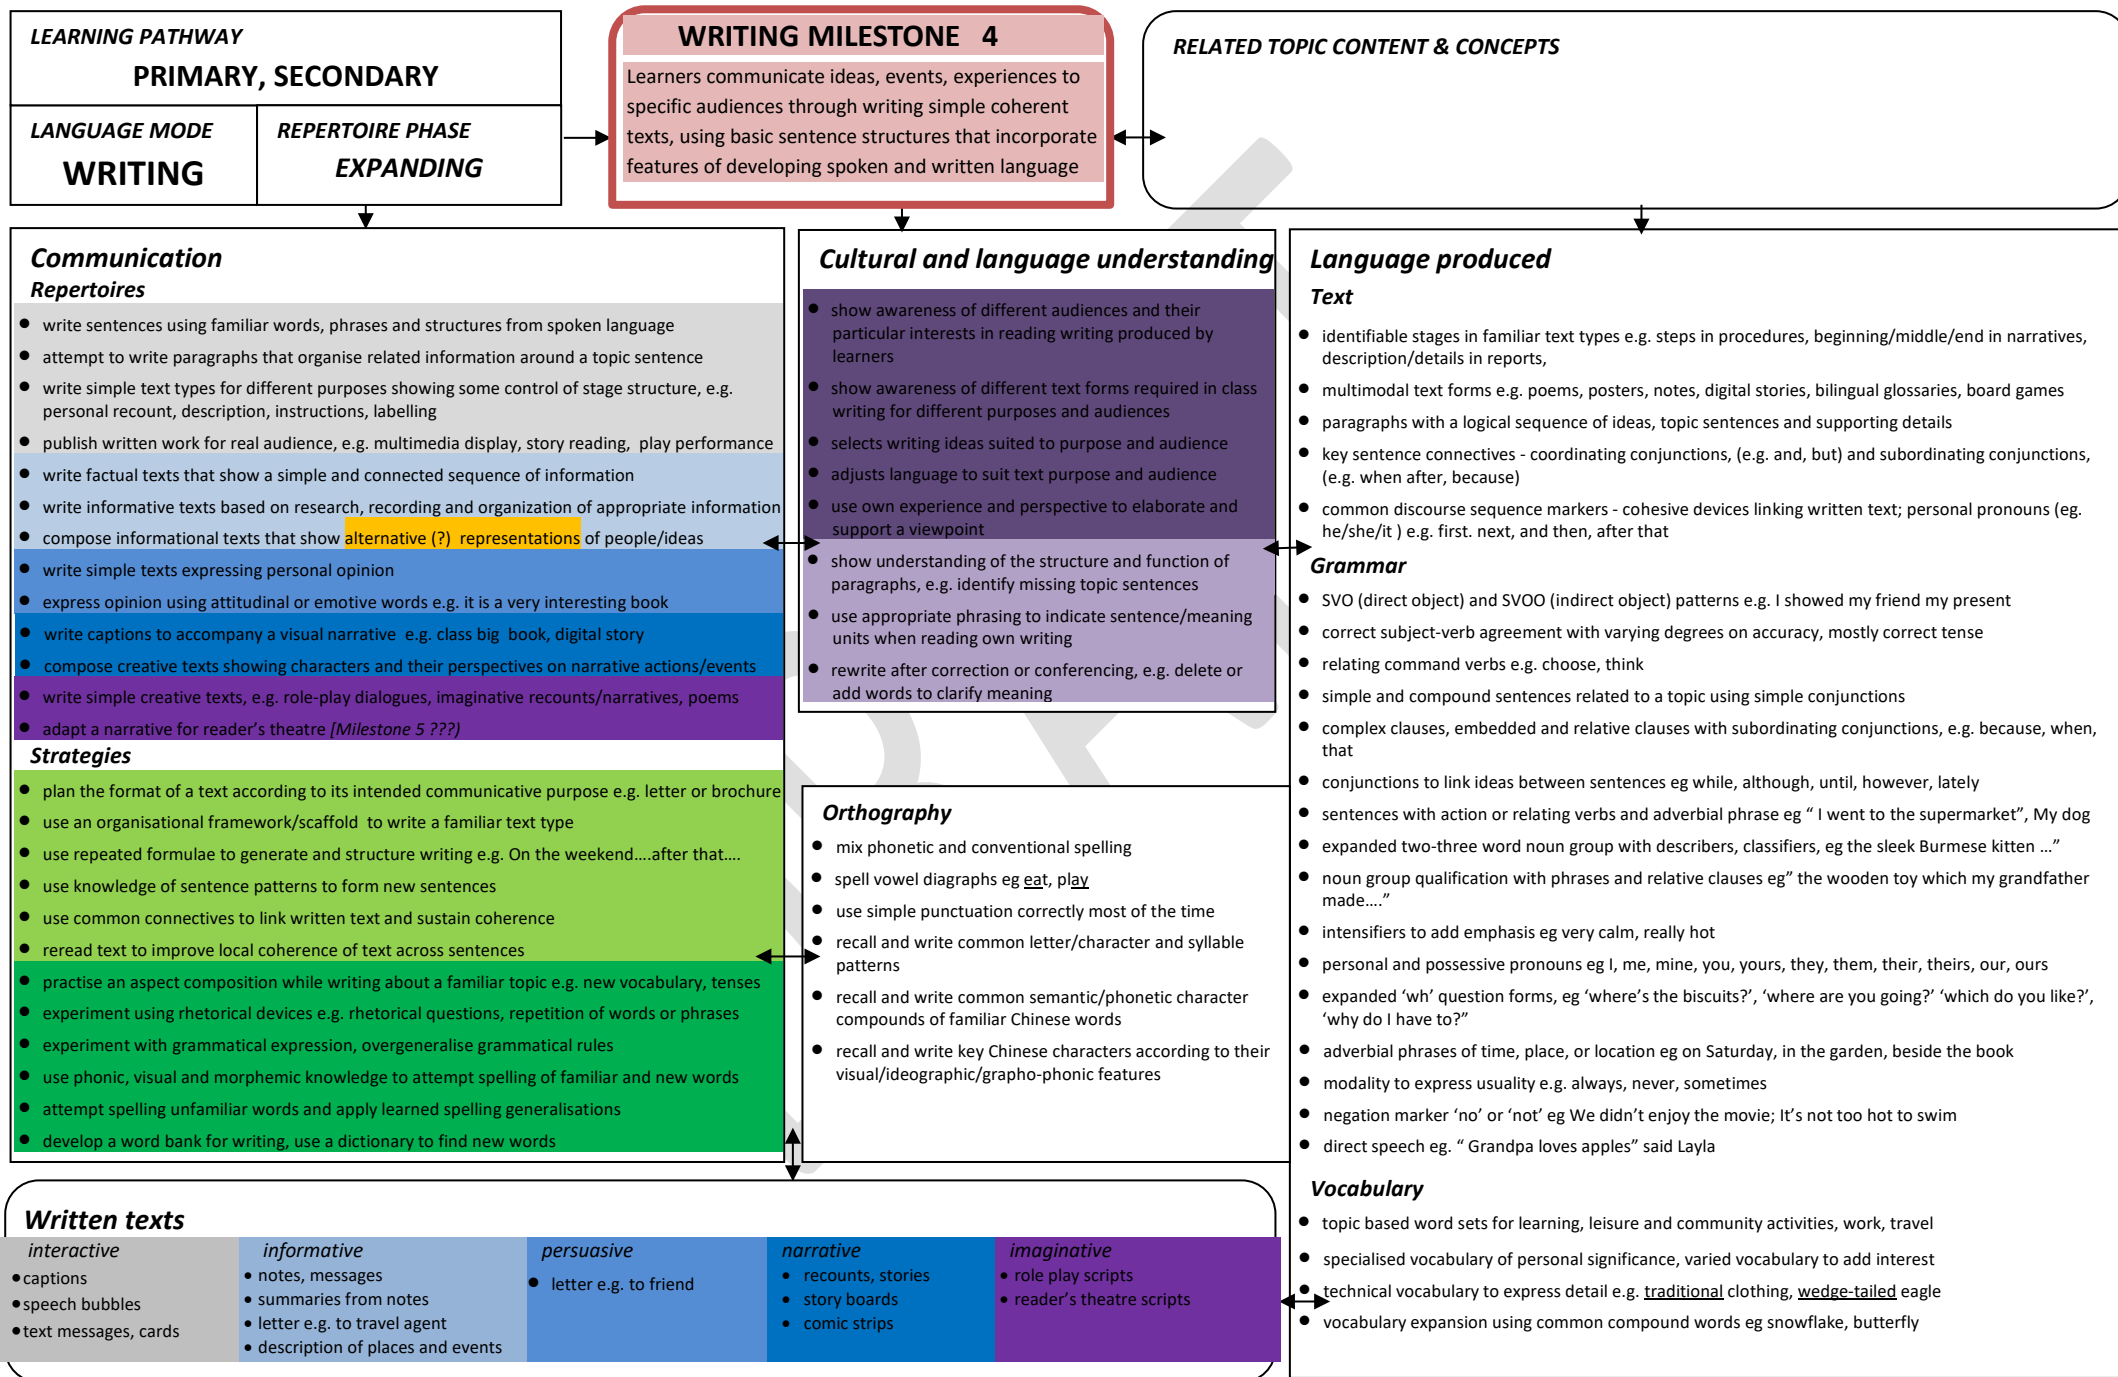 LEARNING PATHWAY
PRIMARY, SECONDARY
LANGUAGE MODE
WRITING
REPERTOIRE PHASE
EXPANDING
WRITING MILESTONE 4
Learners communicate ideas, events, experiences to
specific audiences through writing simple coherent
texts, using basic sentence structures that incorporate
features of developing spoken and written language
RELATED TOPIC CONTENT & CONCEPTS
Communication
Repertoires
• write sentences using familiar words, phrases and structures from spoken language
• attempt to write paragraphs that organise related information around a topic sentence
• write simple text types for different purposes showing some control of stage structure, e.g.
personal recount, description, instructions, labelling
• publish written work for real audience, e.g. multimedia display, story reading, play performance
• write factual texts that show a simple and connected sequence of information
• write informative texts based on research, recording and organization of appropriate information
• compose informational texts that show alternative (?) representations of people/ideas
• write simple texts expressing personal opinion
• express opinion using attitudinal or emotive words e.g. it is a very interesting book
• write captions to accompany a visual narrative e.g. class big book, digital story
• compose creative texts showing characters and their perspectives on narrative actions/events
• write simple creative texts, e.g. role-play dialogues, imaginative recounts/narratives, poems
• adapt a narrative for reader's theatre [Milestone 5 ???)
Strategies
• plan the format of a text according to its intended communicative purpose e.g. letter or brochure
• use an organisational framework/scaffold to write a familiar text type
• use repeated formulae to generate and structure writing e.g. On the weekend....after that....
• use knowledge of sentence patterns to form new sentences
• use common connectives to link written text and sustain coherence
• reread text to improve local coherence of text across sentences
• practise an aspect composition while writing about a familiar topic e.g. new vocabulary, tenses
• experiment using rhetorical devices e.g. rhetorical questions, repetition of words or phrases
• experiment with grammatical expression, overgeneralise grammatical rules
• use phonic, visual and morphemic knowledge to attempt spelling of familiar and new words
• attempt spelling unfamiliar words and apply learned spelling generalisations
• develop a word bank for writing, use a dictionary to find new words
Cultural and language understanding
• show awareness of different audiences and their
particular interests in reading writing produced by
learners
• show awareness of different text forms required in class
writing for different purposes and audiences
• selects writing ideas suited to purpose and audience
• adjusts language to suit text purpose and audience
• use own experience and perspective to elaborate and
support a viewpoint
• show understanding of the structure and function of
paragraphs, e.g. identify missing topic sentences
• use appropriate phrasing to indicate sentence/meaning
units when reading own writing
• rewrite after correction or conferencing, e.g. delete or
add words to clarify meaning
Orthography
• mix phonetic and conventional spelling
• spell vowel diagraphs eg eat, play
• use simple punctuation correctly most of the time
• recall and write common letter/character and syllable
patterns
• recall and write common semantic/phonetic character
compounds of familiar Chinese words
• recall and write key Chinese characters according to their
visual/ideographic/grapho-phonic features
Language produced
Text
• identifiable stages in familiar text types e.g. steps in procedures, beginning/middle/end in narratives,
description/details in reports,
• multimodal text forms e.g. poems, posters, notes, digital stories, bilingual glossaries, board games
• paragraphs with a logical sequence of ideas, topic sentences and supporting details
• key sentence connectives - coordinating conjunctions, (e.g. and, but) and subordinating conjunctions,
(e.g. when after, because)
• common discourse sequence markers - cohesive devices linking written text; personal pronouns (eg.
he/she/it ) e.g. first. next, and then, after that
Grammar
• SVO (direct object) and SVOO (indirect object) patterns e.g. I showed my friend my present
• correct subject-verb agreement with varying degrees on accuracy, mostly correct tense
• relating command verbs e.g. choose, think
• simple and compound sentences related to a topic using simple conjunctions
• complex clauses, embedded and relative clauses with subordinating conjunctions, e.g. because, when,
that
• conjunctions to link ideas between sentences eg while, although, until, however, lately
• sentences with action or relating verbs and adverbial phrase eg “ I went to the supermarket”, My dog
• expanded two-three word noun group with describers, classifiers, eg the sleek Burmese kitten ...”
• noun group qualification with phrases and relative clauses eg” the wooden toy which my grandfather
made....”
• intensifiers to add emphasis eg very calm, really hot
• personal and possessive pronouns eg I, me, mine, you, yours, they, them, their, theirs, our, ours
• expanded ‘wh’ question forms, eg ‘where’s the biscuits?’, ‘where are you going?’ ‘which do you like?’,
‘why do I have to?”
• adverbial phrases of time, place, or location eg on Saturday, in the garden, beside the book
• modality to express usuality e.g. always, never, sometimes
• negation marker ‘no’ or ‘not’ eg We didn’t enjoy the movie; It’s not too hot to swim
• direct speech eg. “ Grandpa loves apples” said Layla
Vocabulary
• topic based word sets for learning, leisure and community activities, work, travel
• specialised vocabulary of personal significance, varied vocabulary to add interest
• technical vocabulary to express detail e.g. traditional clothing, wedge-tailed eagle
• vocabulary expansion using common compound words eg snowflake, butterfly
Written texts
interactive
• captions
• speech bubbles
• text messages, cards
informative
• notes, messages
• summaries from notes
• letter e.g. to travel agent
• description of places and events
persuasive
• letter e.g. to friend
narrative
• recounts, stories
• story boards
• comic strips
imaginative
• role play scripts
• reader's theatre scripts